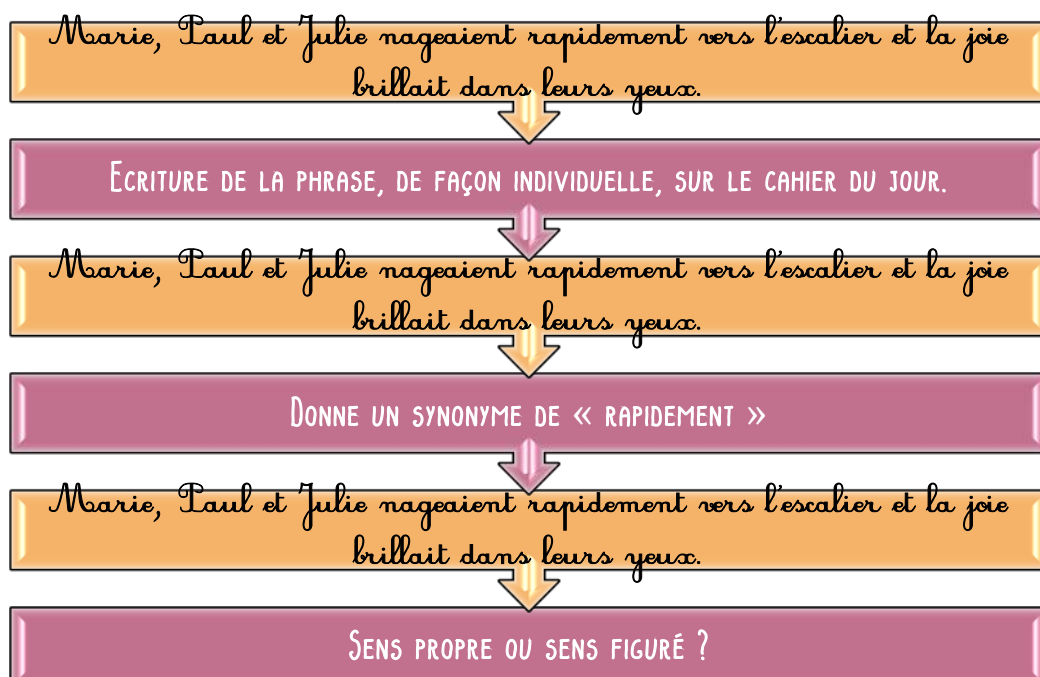 Marie, Paul et Julie nageaient rapidement vers l'escalier et la joie
brillait dans leurs yeux.
Ecriture de la phrase, de façon individuelle, sur le cahier du jour.
Marie, Paul et Julie nageaient rapidement vers l'escalier et la joie
brillait dans leurs yeux.
Donne un synonyme de « rapidement »
Marie, Paul et Julie nageaient rapidement vers l'escalier et la joie
brillait dans leurs yeux.
Sens propre ou sens figuré ?